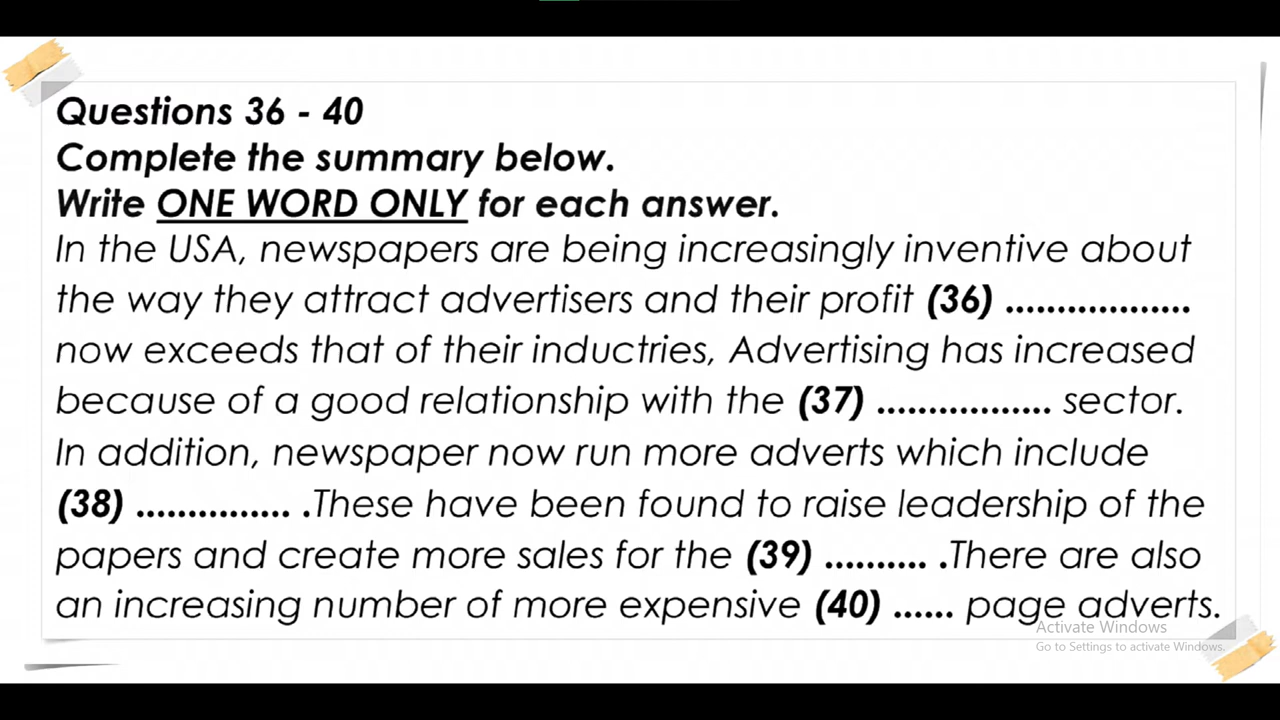 Questions 36 - 40
Complete the summary below.
Write ONE WORD ONLY for each answer.
In the USA, newspapers are being increasingly inventive about
the way they attract advertisers and their profit (36) ..................
now exceeds that of their inductries, Advertising has increased
because of a good relationship with the (37) ................. sector.
In addition, newspaper now run more adverts which include
(38) ............... .These have been found to raise leadership of the
papers and create more sales for the (39) .......... .There are also
an increasing number of more expensive (40) ...... page adverts.
Activate Windows
Go to Settings to activate Windows.